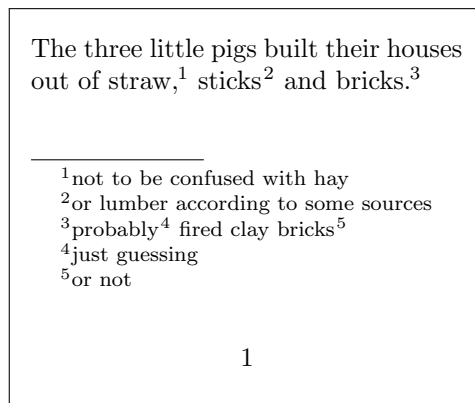 The three little pigs built their houses
out of straw,¹ sticks² and bricks.³
¹not to be confused with hay
²or lumber according to some sources
³probably⁴ fired clay bricks⁵
⁴just guessing
⁵or not
1